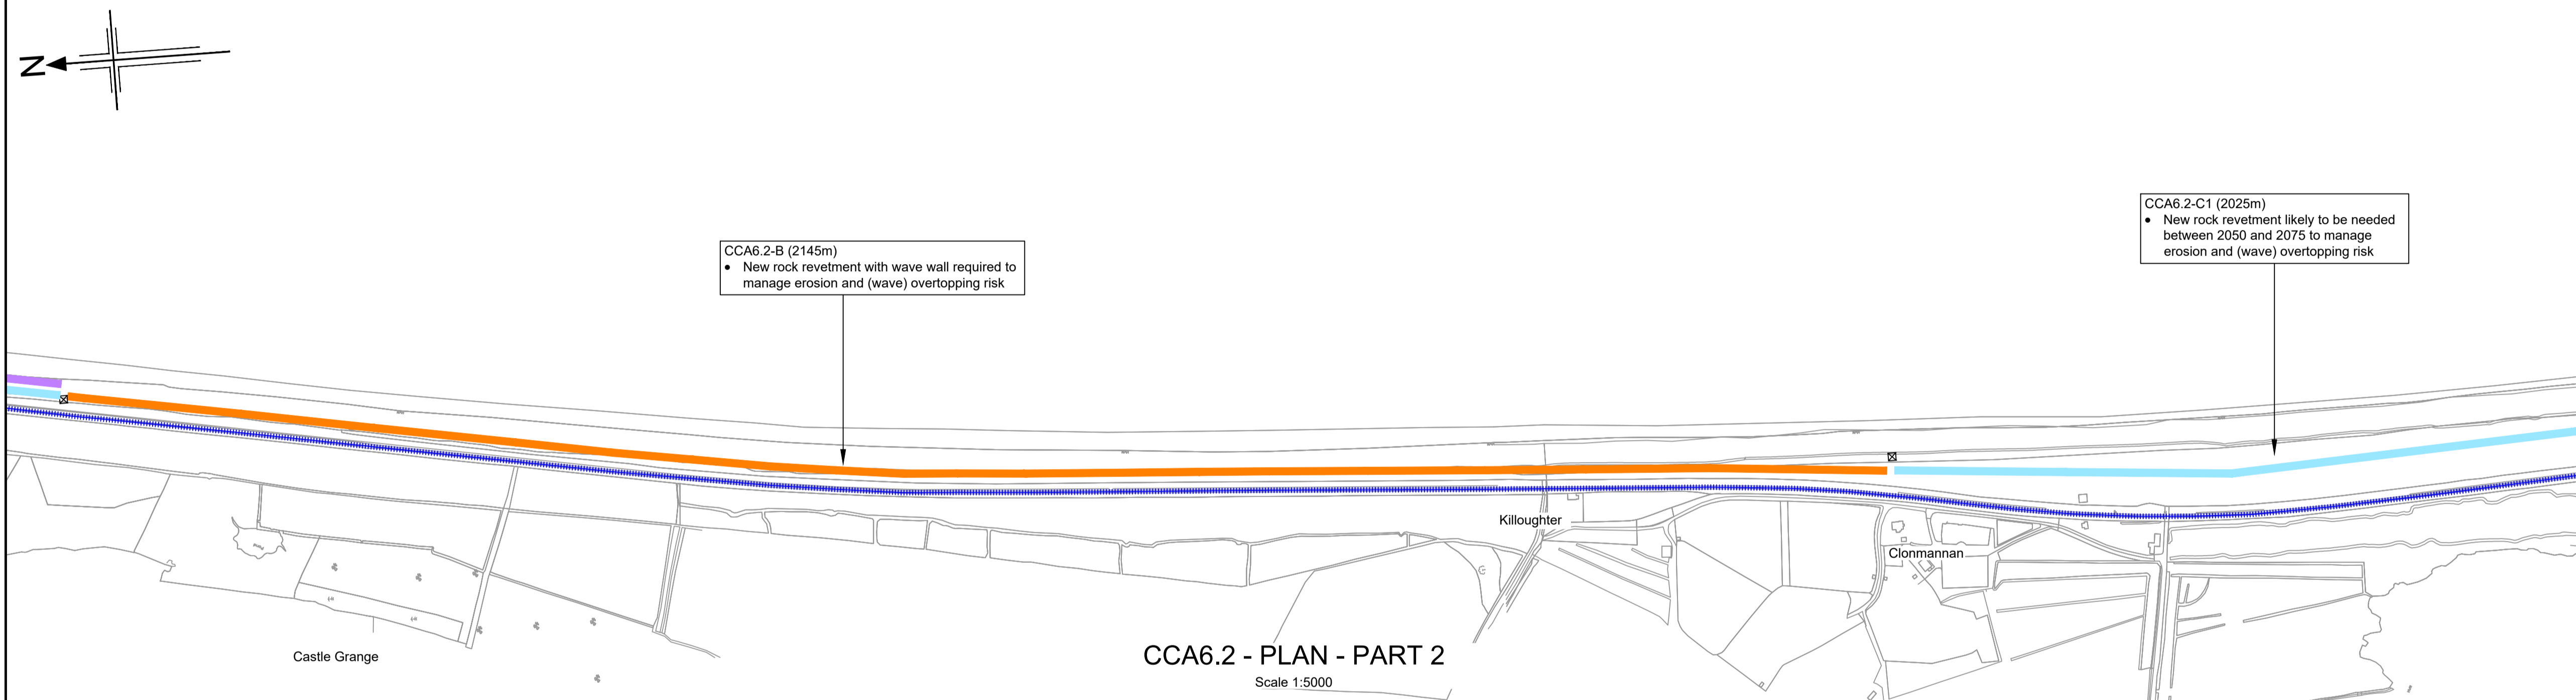 N
CCA6.2-B (2145m)
• New rock revetment with wave wall required to
manage erosion and (wave) overtopping risk
CCA6.2-C1 (2025m)
• New rock revetment likely to be needed
between 2050 and 2075 to manage
erosion and (wave) overtopping risk
Killoughter
Clonmannan
Castle Grange
CCA6.2 - PLAN - PART 2
Scale 1:5000